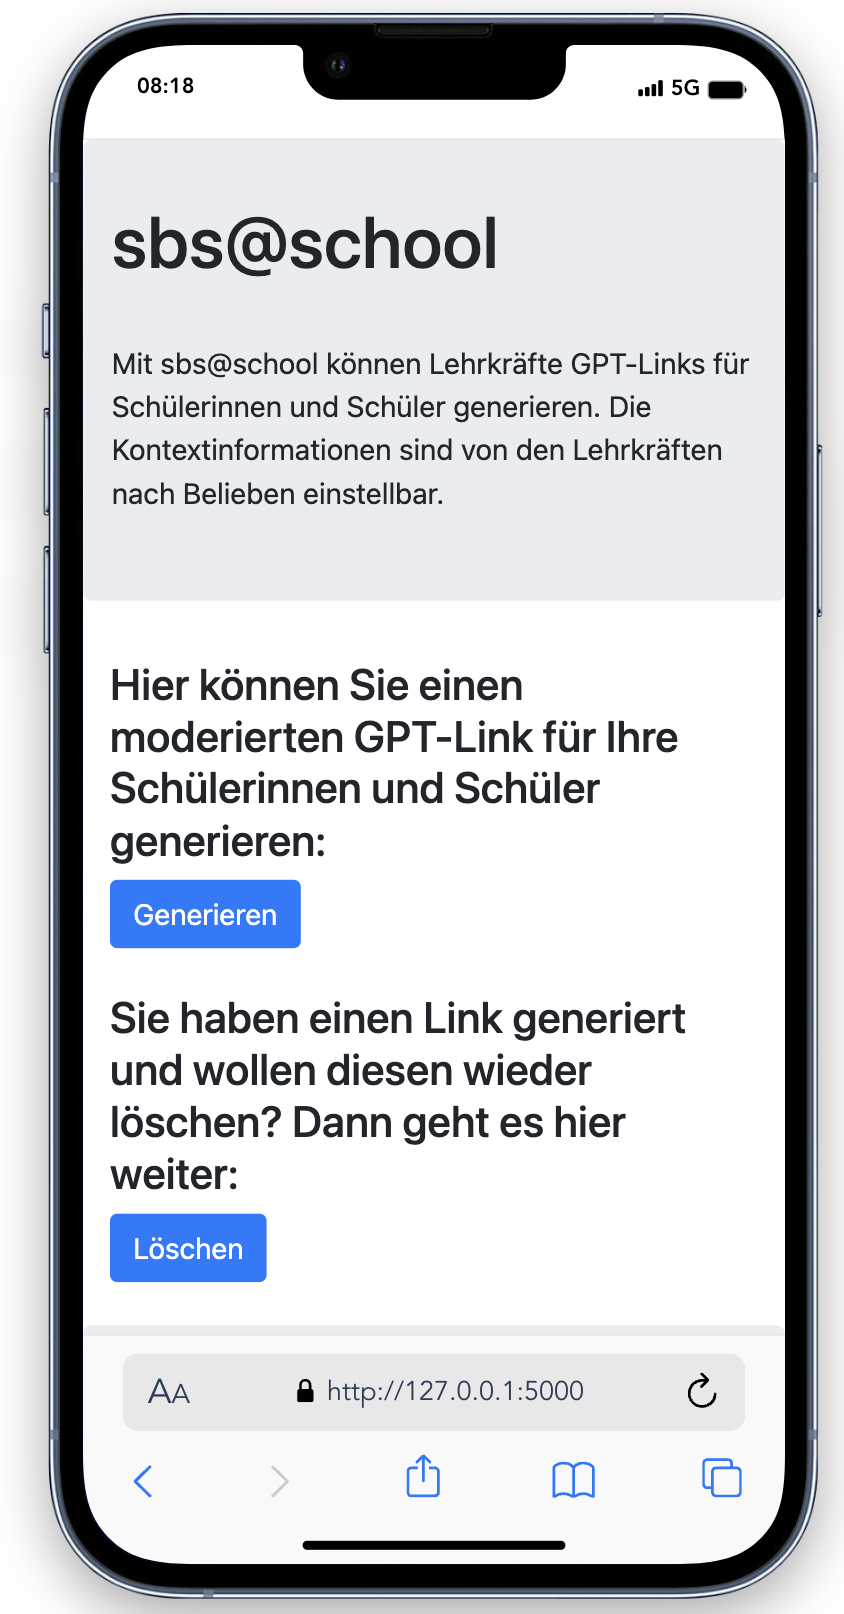 08:18
5G
sbs@school
Mit sbs@school können Lehrkräfte GPT-Links für
Schülerinnen und Schüler generieren. Die
Kontextinformationen sind von den Lehrkräften
nach Belieben einstellbar.
Hier können Sie einen
moderierten GPT-Link für Ihre
Schülerinnen und Schüler
generieren:
Generieren
Sie haben einen Link generiert
und wollen diesen wieder
löschen? Dann geht es hier
weiter:
Löschen
AA
http://127.0.0.1:5000